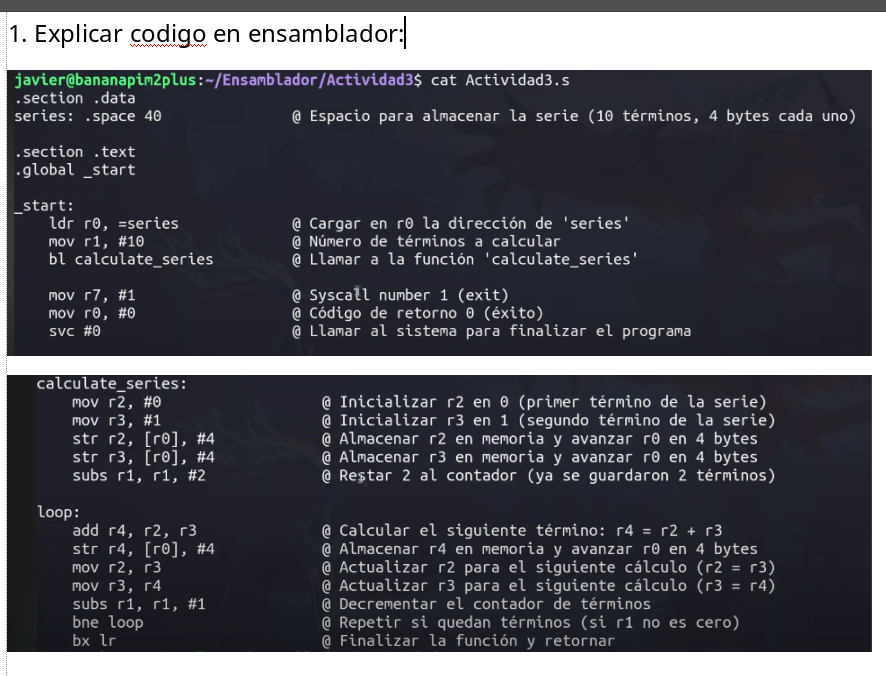 1. Explicar codigo en ensamblador:
javier@bananapim2plus:~/Ensamblador/Actividad3$ cat Actividad3.s
.section .data
series: .space 40 @ Espacio para almacenar la serie (10 términos, 4 bytes cada uno)
.section .text
.global _start
_start:
ldr r0, =series @ Cargar en r0 la dirección de 'series'
mov r1, #10 @ Número de términos a calcular
bl calculate_series @ Llamar a la función 'calculate_series'
mov r7, #1 @ Syscall number 1 (exit)
mov r0, #0 @ Código de retorno 0 (éxito)
svc #0 @ Llamar al sistema para finalizar el programa
calculate_series:
mov r2, #0 @ Inicializar r2 en 0 (primer término de la serie)
mov r3, #1 @ Inicializar r3 en 1 (segundo término de la serie)
str r2, [r0], #4 @ Almacenar r2 en memoria y avanzar r0 en 4 bytes
str r3, [r0], #4 @ Almacenar r3 en memoria y avanzar r0 en 4 bytes
subs r1, r1, #2 @ Restar 2 al contador (ya se guardaron 2 términos)
loop:
add r4, r2, r3 @ Calcular el siguiente término: r4 = r2 + r3
str r4, [r0], #4 @ Almacenar r4 en memoria y avanzar r0 en 4 bytes
mov r2, r3 @ Actualizar r2 para el siguiente cálculo (r2 = r3)
mov r3, r4 @ Actualizar r3 para el siguiente cálculo (r3 = r4)
subs r1, r1, #1 @ Decrementar el contador de términos
bne loop @ Repetir si quedan términos (si r1 no es cero)
bx lr @ Finalizar la función y retornar